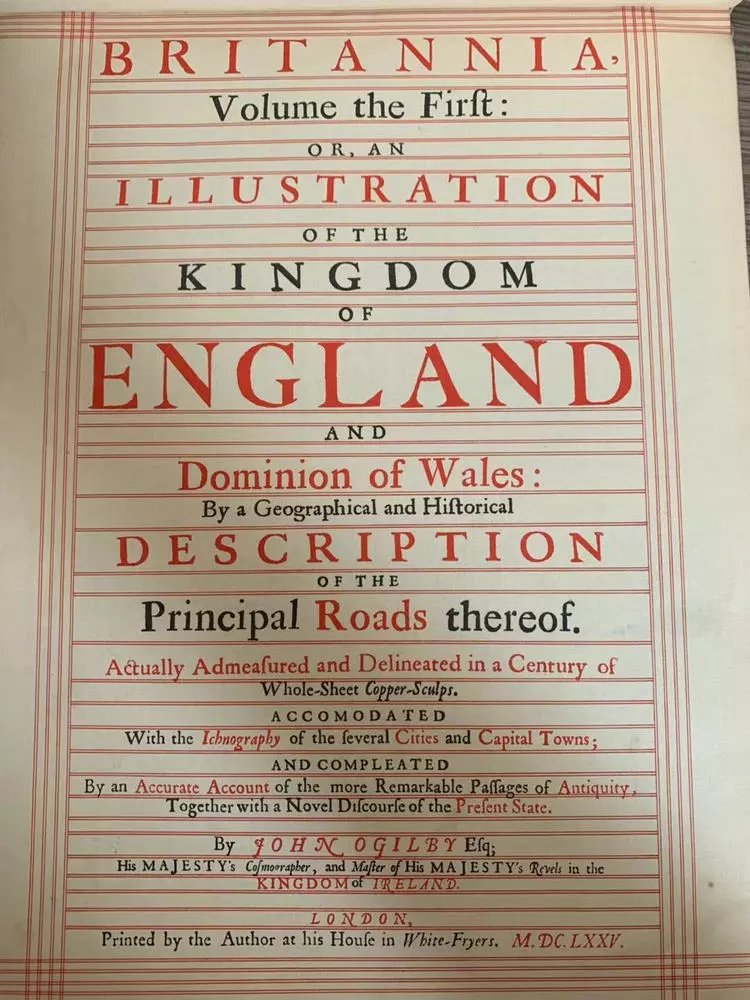 BRITANNIA,
Volume the Firſt:
OR, AN
ILLUSTRATION
OF THE
KINGDOM
OF
ENGLAND
AND
Dominion of Wales:
By a Geographical and Hiſtorical
DESCRIPTION
OF THE
Principal Roads thereof.
Actually Admeaſured and Delineated in a Century of
Whole-Sheet Copper-Sculps.
ACCOMODATED
With the Ichnography of the ſeveral Cities and Capital Towns;
AND COMPLEATED
By an Accurate Account of the more Remarkable Paſſages of Antiquity,
Together with a Novel Diſcourſe of the Preſent State.
By JOHN OGILBY Eſq;
His MAJESTY's Coſmographer, and Maſter of His MAJESTY's Revels in the
KINGDOM of IRELAND.
LONDON,
Printed by the Author at his Houſe in White-Fryers. M.DC.LXXV.